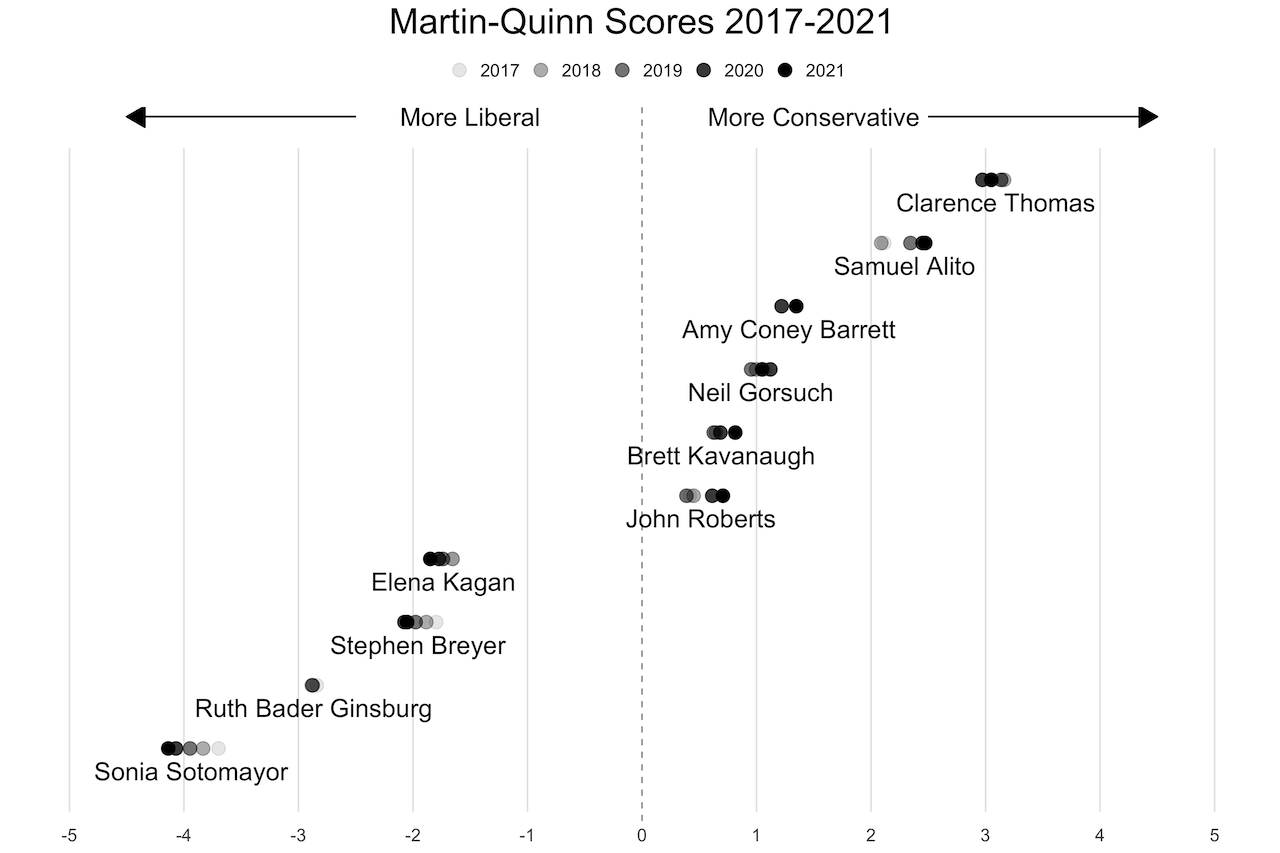 Martin-Quinn Scores 2017-2021
2017 2018 2019 2020 2021
More Liberal More Conservative
Clarence Thomas
Samuel Alito
Amy Coney Barrett
Neil Gorsuch
Brett Kavanaugh
John Roberts
Elena Kagan
Stephen Breyer
Ruth Bader Ginsburg
Sonia Sotomayor
-5 -4 -3 -2 -1 0 1 2 3 4 5